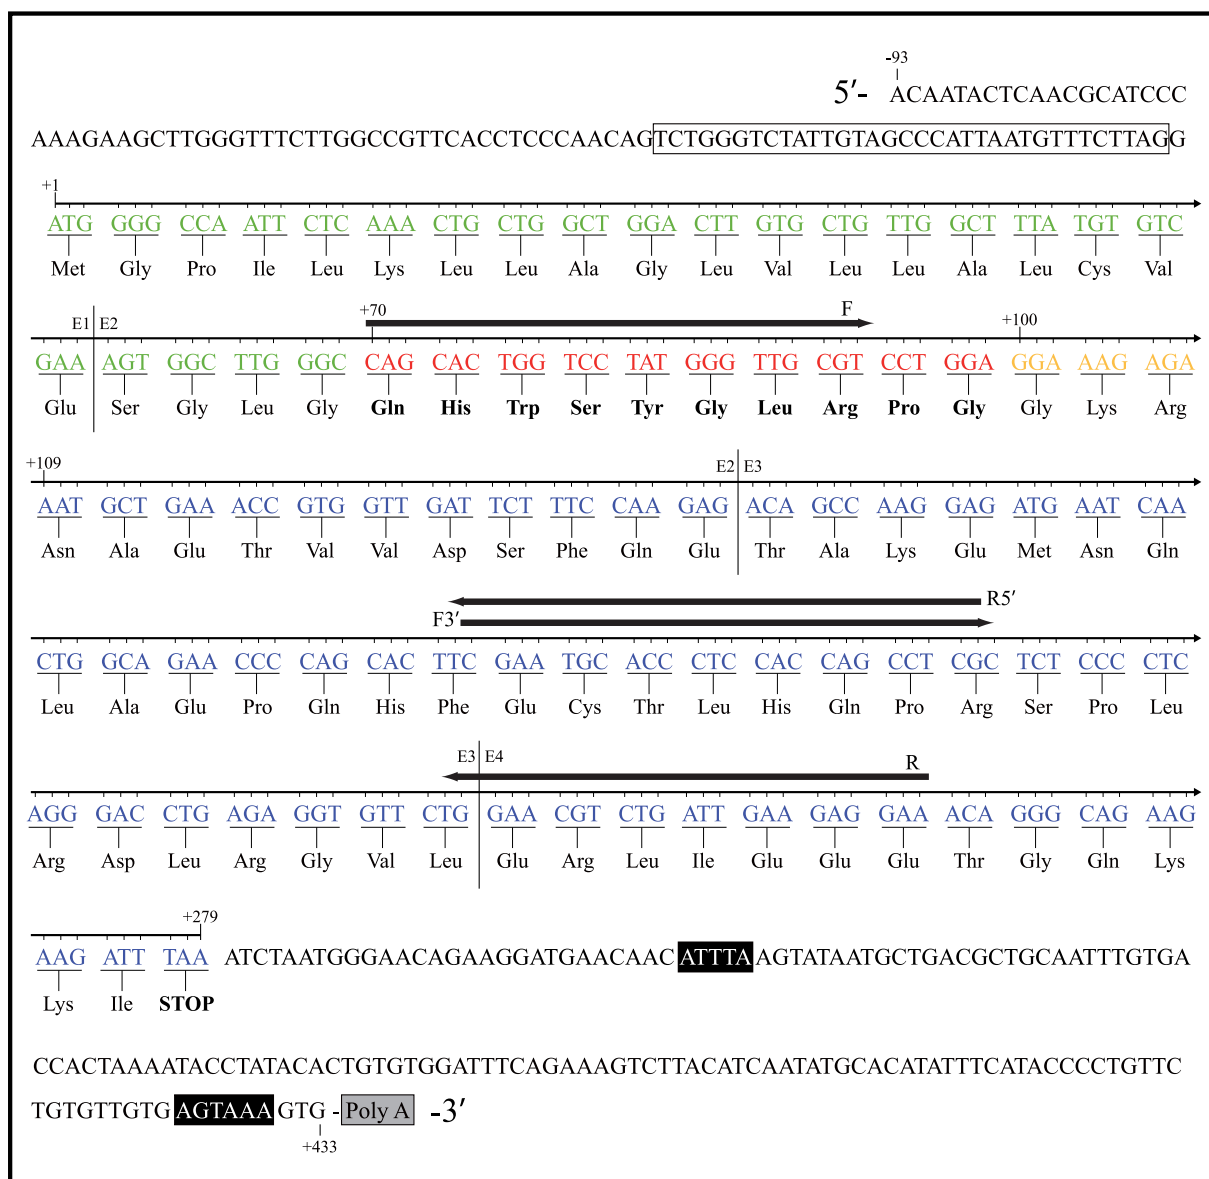 -93
5′- ACAATACTCAACGCATCCC
AAAGAAGCTTGGGTTTCTTGGCCGTTCACCTCCCAACAGTCTGGGTCTATTGTAGCCCATTAATGTTTCTTAGG
+1
ATG GGG CCA ATT CTC AAA CTG CTG GCT GGA CTT GTG CTG TTG GCT TTA TGT GTC
Met Gly Pro Ile Leu Lys Leu Leu Ala Gly Leu Val Leu Leu Ala Leu Cys Val
E1 E2 +70 F +100
GAA AGT GGC TTG GGC CAG CAC TGG TCC TAT GGG TTG CGT CCT GGA GGA AAG AGA
Glu Ser Gly Leu Gly Gln His Trp Ser Tyr Gly Leu Arg Pro Gly Gly Lys Arg
+109 E2 E3
AAT GCT GAA ACC GTG GTT GAT TCT TTC CAA GAG ACA GCC AAG GAG ATG AAT CAA
Asn Ala Glu Thr Val Val Asp Ser Phe Gln Glu Thr Ala Lys Glu Met Asn Gln
R5′
F3′
CTG GCA GAA CCC CAG CAC TTC GAA TGC ACC CTC CAC CAG CCT CGC TCT CCC CTC
Leu Ala Glu Pro Gln His Phe Glu Cys Thr Leu His Gln Pro Arg Ser Pro Leu
E3 E4 R
AGG GAC CTG AGA GGT GTT CTG GAA CGT CTG ATT GAA GAG GAA ACA GGG CAG AAG
Arg Asp Leu Arg Gly Val Leu Glu Arg Leu Ile Glu Glu Glu Thr Gly Gln Lys
+279
AAG ATT TAA ATCTAATGGGAACAGAAGGATGAACAAC ATTTA AAGTATAATGCTGACGCTGCAATTTGTGA
Lys Ile STOP
CCACTAAAATACCTATACACTGTGTGGATTTCAGAAAGTCTTACATCAATATGCACATATTTCATACCCCTGTTC
TGTGTTGTG AGTAAA GTG - Poly A -3′
+433